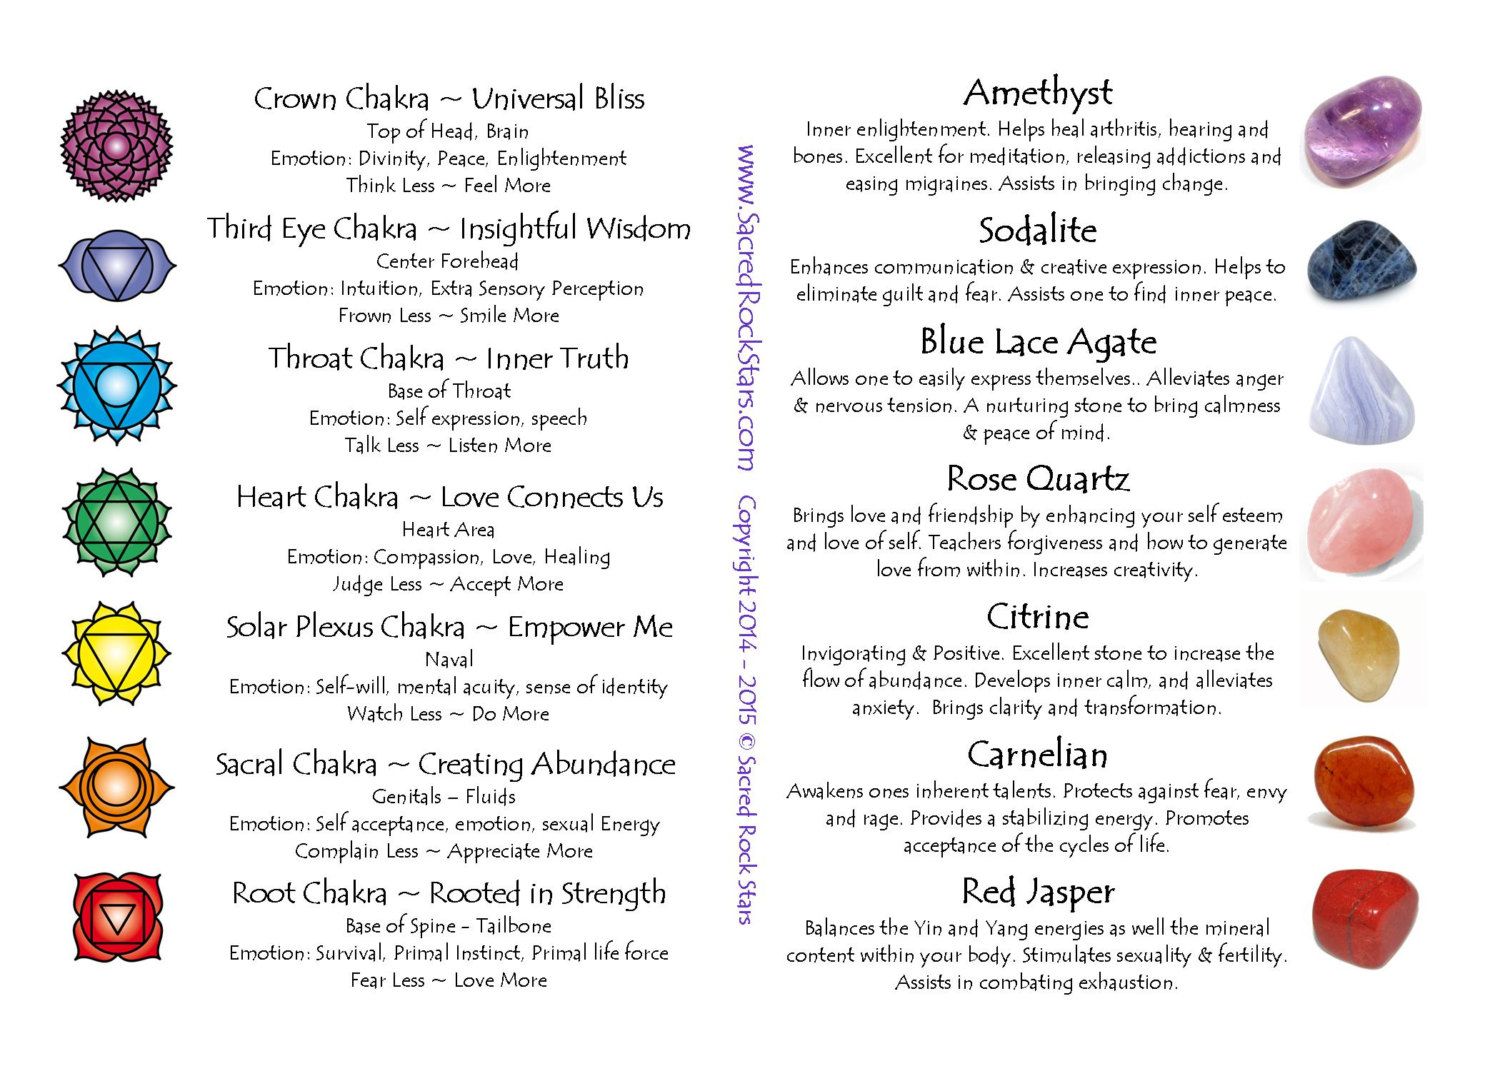 Crown Chakra ~ Universal Bliss
Top of Head, Brain
Emotion: Divinity, Peace, Enlightenment
Think Less ~ Feel More
Third Eye Chakra ~ Insightful Wisdom
Center Forehead
Emotion: Intuition, Extra Sensory Perception
Frown Less ~ Smile More
Throat Chakra ~ Inner Truth
Base of Throat
Emotion: Self expression, speech
Talk Less ~ Listen More
Heart Chakra ~ Love Connects Us
Heart Area
Emotion: Compassion, Love, Healing
Judge Less ~ Accept More
Solar Plexus Chakra ~ Empower Me
Naval
Emotion: Self-will, mental acuity, sense of identity
Watch Less ~ Do More
Sacral Chakra ~ Creating Abundance
Genitals – Fluids
Emotion: Self acceptance, emotion, sexual Energy
Complain Less ~ Appreciate More
Root Chakra ~ Rooted in Strength
Base of Spine - Tailbone
Emotion: Survival, Primal Instinct, Primal life force
Fear Less ~ Love More
www.SacredRockStars.com Copyright 2014 - 2015 © Sacred Rock Stars
Amethyst
Inner enlightenment. Helps heal arthritis, hearing and
bones. Excellent for meditation, releasing addictions and
easing migraines. Assists in bringing change.
Sodalite
Enhances communication & creative expression. Helps to
eliminate guilt and fear. Assists one to find inner peace.
Blue Lace Agate
Allows one to easily express themselves.. Alleviates anger
& nervous tension. A nurturing stone to bring calmness
& peace of mind.
Rose Quartz
Brings love and friendship by enhancing your self esteem
and love of self. Teachers forgiveness and how to generate
love from within. Increases creativity.
Citrine
Invigorating & Positive. Excellent stone to increase the
flow of abundance. Develops inner calm, and alleviates
anxiety. Brings clarity and transformation.
Carnelian
Awakens ones inherent talents. Protects against fear, envy
and rage. Provides a stabilizing energy. Promotes
acceptance of the cycles of life.
Red Jasper
Balances the Yin and Yang energies as well the mineral
content within your body. Stimulates sexuality & fertility.
Assists in combating exhaustion.